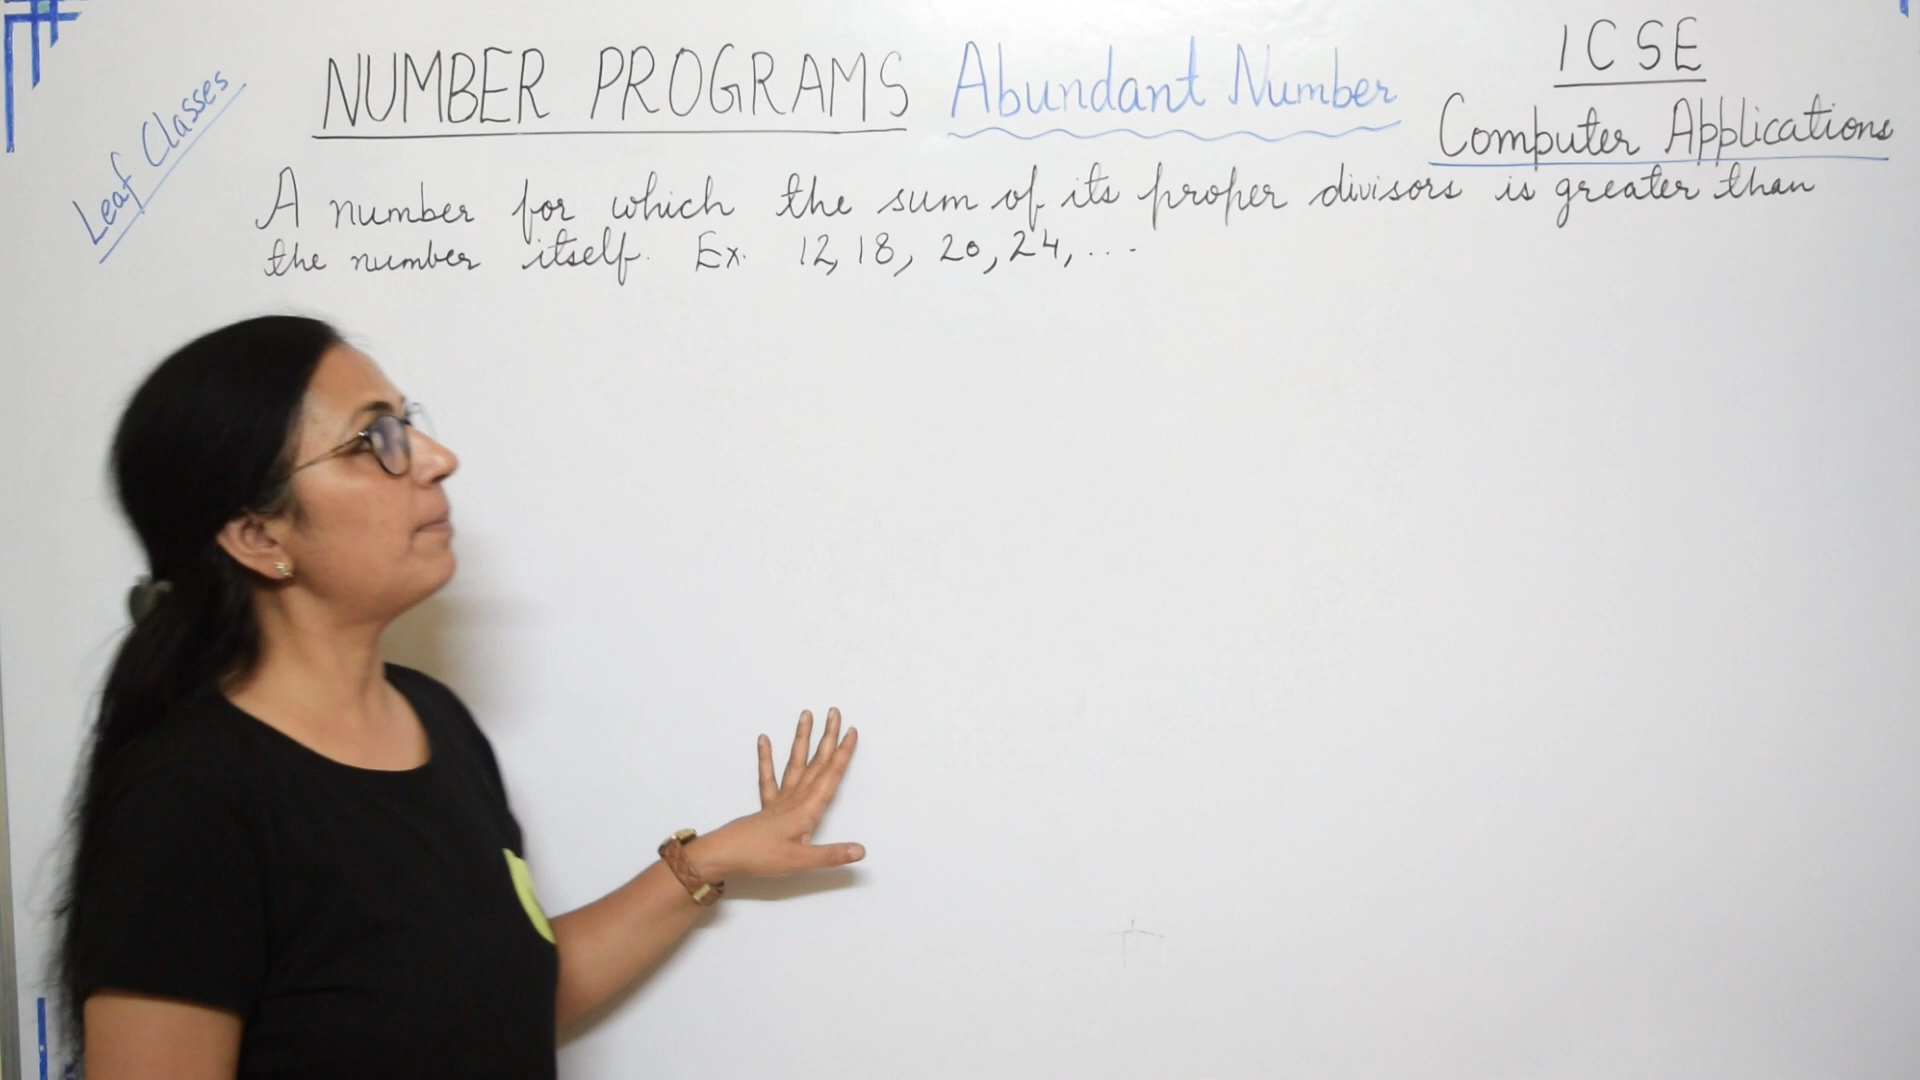 Leaf Classes
NUMBER PROGRAMS Abundant Number
ICSE
Computer Applications
A number for which the sum of its proper divisors is greater than
the number itself. Ex. 12, 18, 20, 24, ...